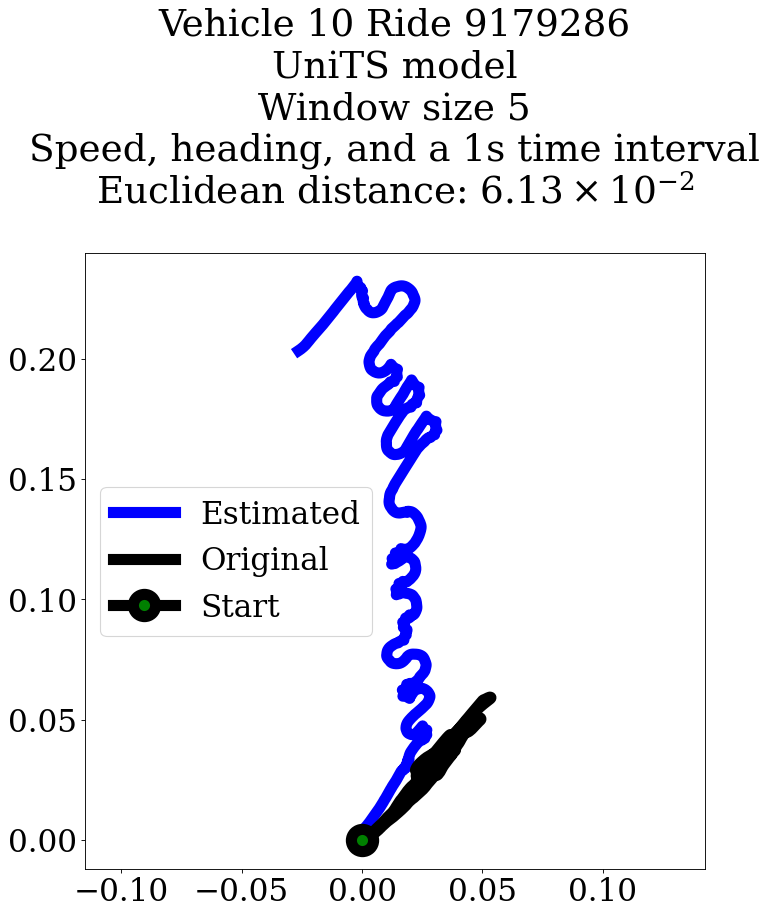 Vehicle 10 Ride 9179286
UniTS model
Window size 5
Speed, heading, and a 1s time interval
Euclidean distance: 6.13 × 10⁻²
0.20
0.15
Estimated
Original
Start
0.10
0.05
0.00
−0.10 −0.05 0.00 0.05 0.10